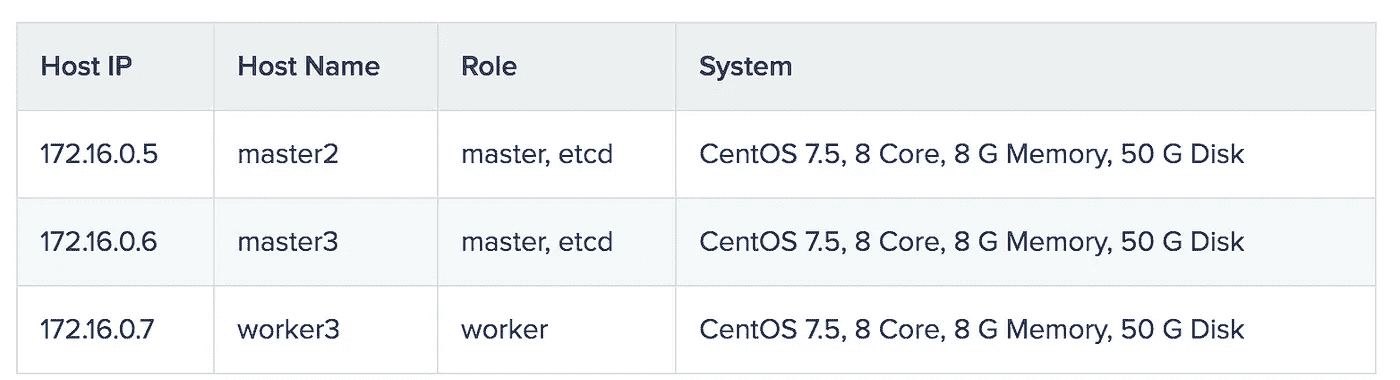 Host IP Host Name Role System
172.16.0.5 master2 master, etcd CentOS 7.5, 8 Core, 8 G Memory, 50 G Disk
172.16.0.6 master3 master, etcd CentOS 7.5, 8 Core, 8 G Memory, 50 G Disk
172.16.0.7 worker3 worker CentOS 7.5, 8 Core, 8 G Memory, 50 G Disk